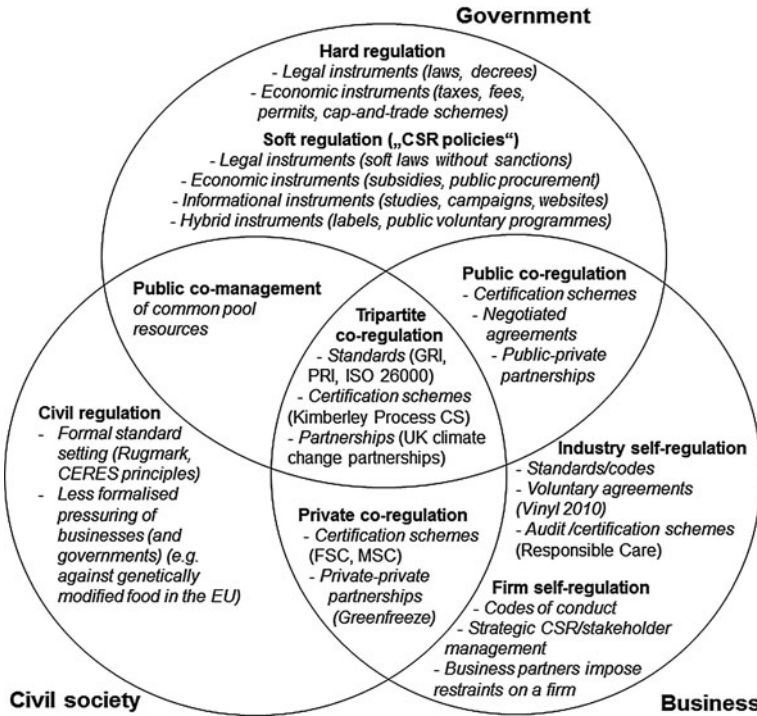 Government
Hard regulation
- Legal instruments (laws, decrees)
- Economic instruments (taxes, fees,
permits, cap-and-trade schemes)
Soft regulation („CSR policies“)
- Legal instruments (soft laws without sanctions)
- Economic instruments (subsidies, public procurement)
- Informational instruments (studies, campaigns, websites)
- Hybrid instruments (labels, public voluntary programmes)
Public co-management
of common pool
resources
Public co-regulation
- Certification schemes
- Negotiated
agreements
- Public-private
partnerships
Tripartite
co-regulation
- Standards (GRI,
PRI, ISO 26000)
- Certification schemes
(Kimberley Process CS)
- Partnerships (UK climate
change partnerships)
Civil regulation
- Formal standard
setting (Rugmark,
CERES principles)
- Less formalised
pressuring of
businesses (and
governments) (e.g.
against genetically
modified food in the EU)
Industry self-regulation
- Standards/codes
- Voluntary agreements
(Vinyl 2010)
- Audit/certification schemes
(Responsible Care)
Private co-regulation
- Certification schemes
(FSC, MSC)
- Private-private
partnerships
(Greenfreeze)
Firm self-regulation
- Codes of conduct
- Strategic CSR/stakeholder
management
- Business partners impose
restraints on a firm
Civil society
Business